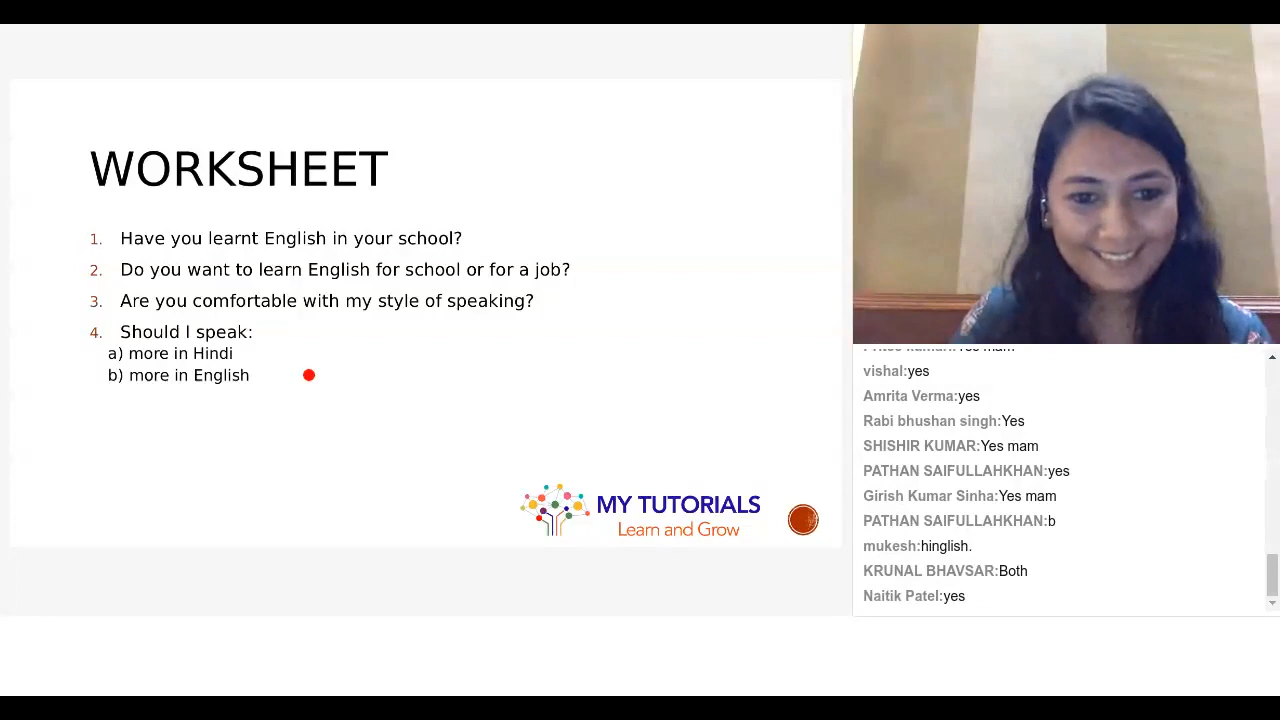 WORKSHEET
1. Have you learnt English in your school?
2. Do you want to learn English for school or for a job?
3. Are you comfortable with my style of speaking?
4. Should I speak:
a) more in Hindi
b) more in English
MY TUTORIALS
Learn and Grow
vishal:yes
Amrita Verma:yes
Rabi bhushan singh:Yes
SHISHIR KUMAR:Yes mam
PATHAN SAIFULLAHKHAN:yes
Girish Kumar Sinha:Yes mam
PATHAN SAIFULLAHKHAN:b
mukesh:hinglish.
KRUNAL BHAVSAR:Both
Naitik Patel:yes